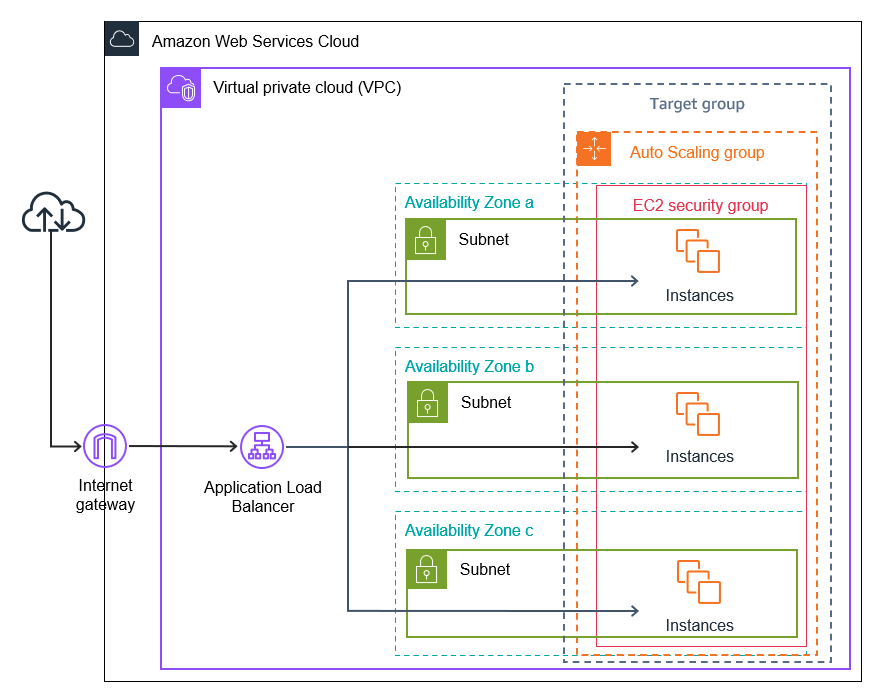 Amazon Web Services Cloud
Virtual private cloud (VPC)
Target group
Auto Scaling group
Availability Zone a
EC2 security group
Subnet
Instances
Availability Zone b
Subnet
Instances
Internet
gateway
Application Load
Balancer
Availability Zone c
Subnet
Instances